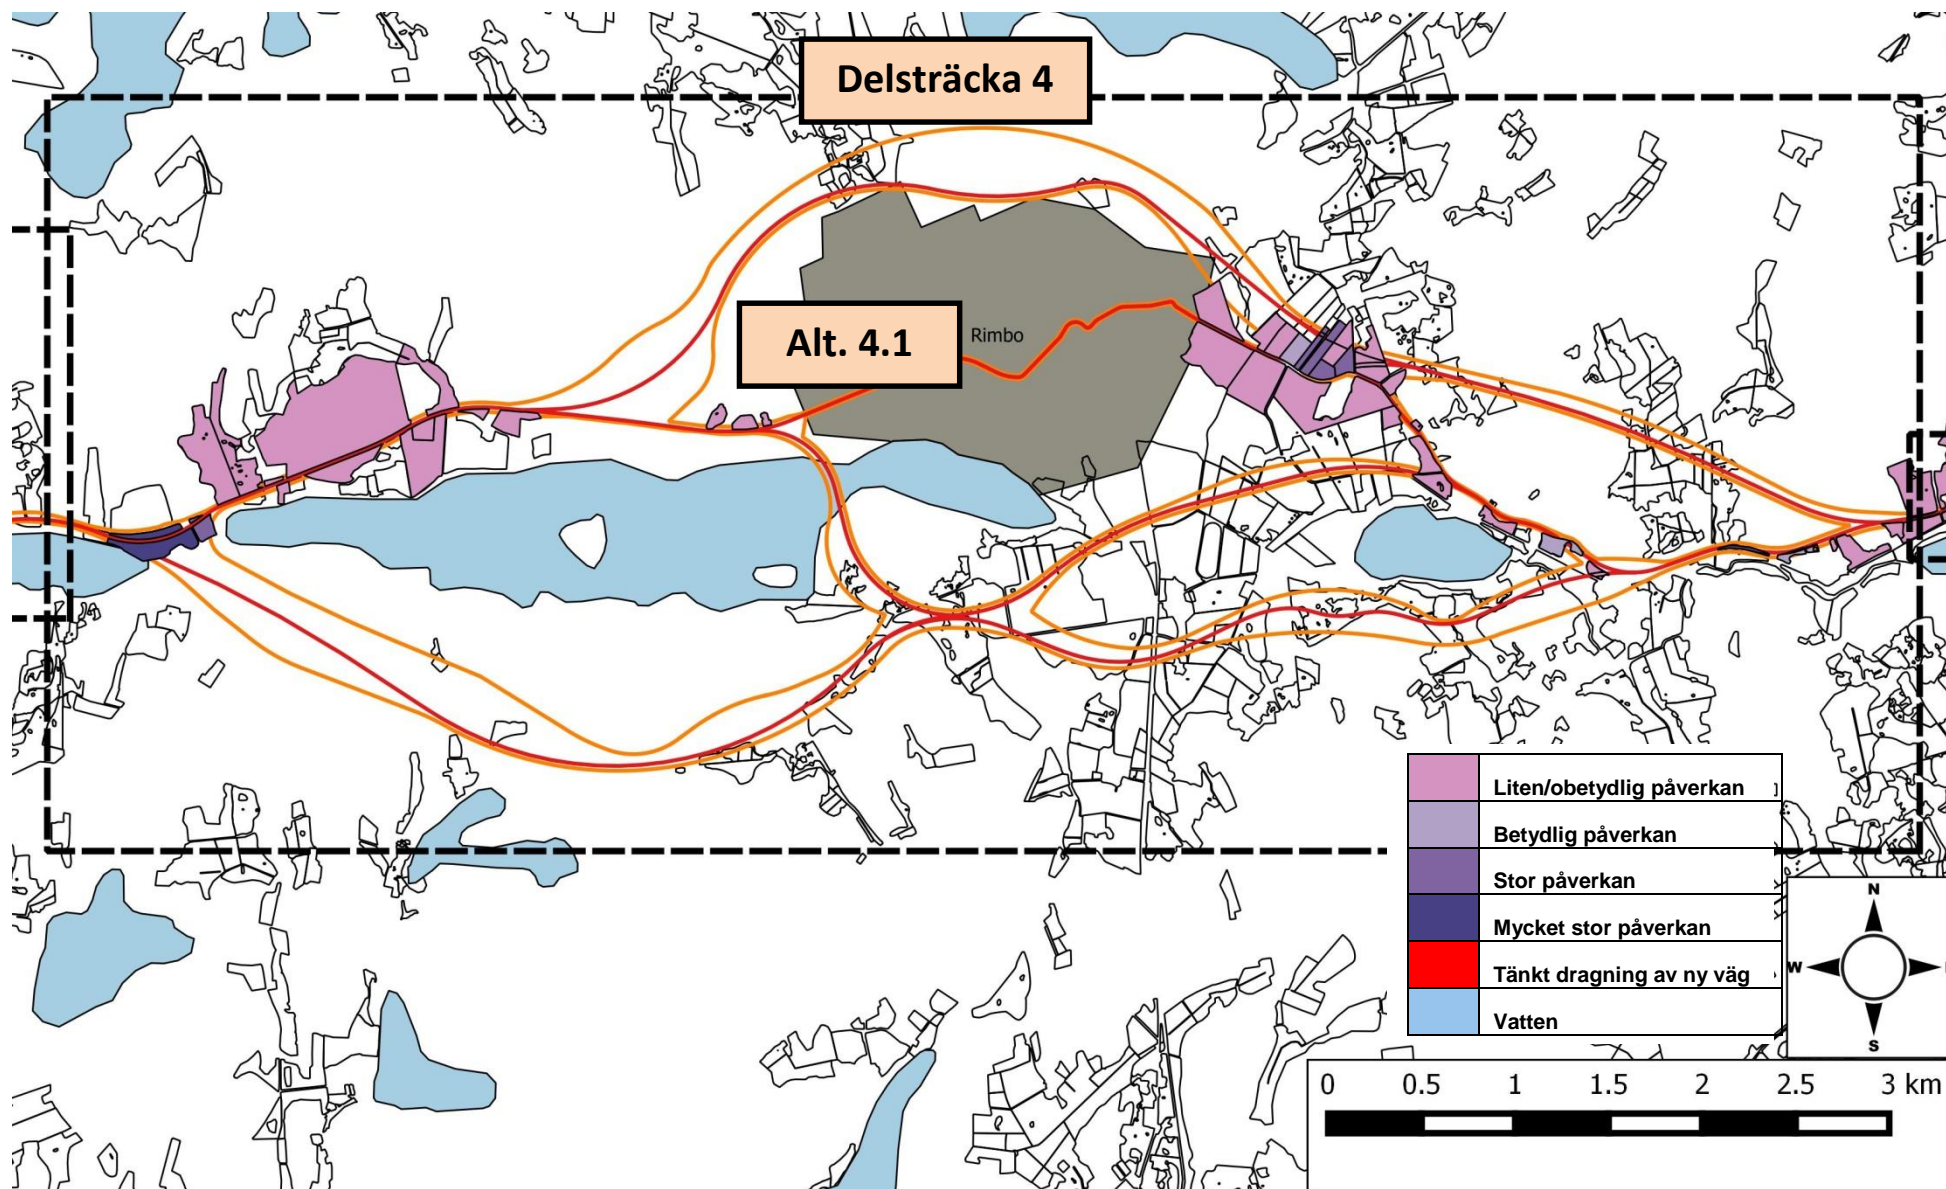 Delsträcka 4
Alt. 4.1
Rimbo
Liten/obetydlig påverkan
Betydlig påverkan
Stor påverkan
Mycket stor påverkan
Tänkt dragning av ny väg
Vatten
N
W
S
0 0.5 1 1.5 2 2.5 3 km